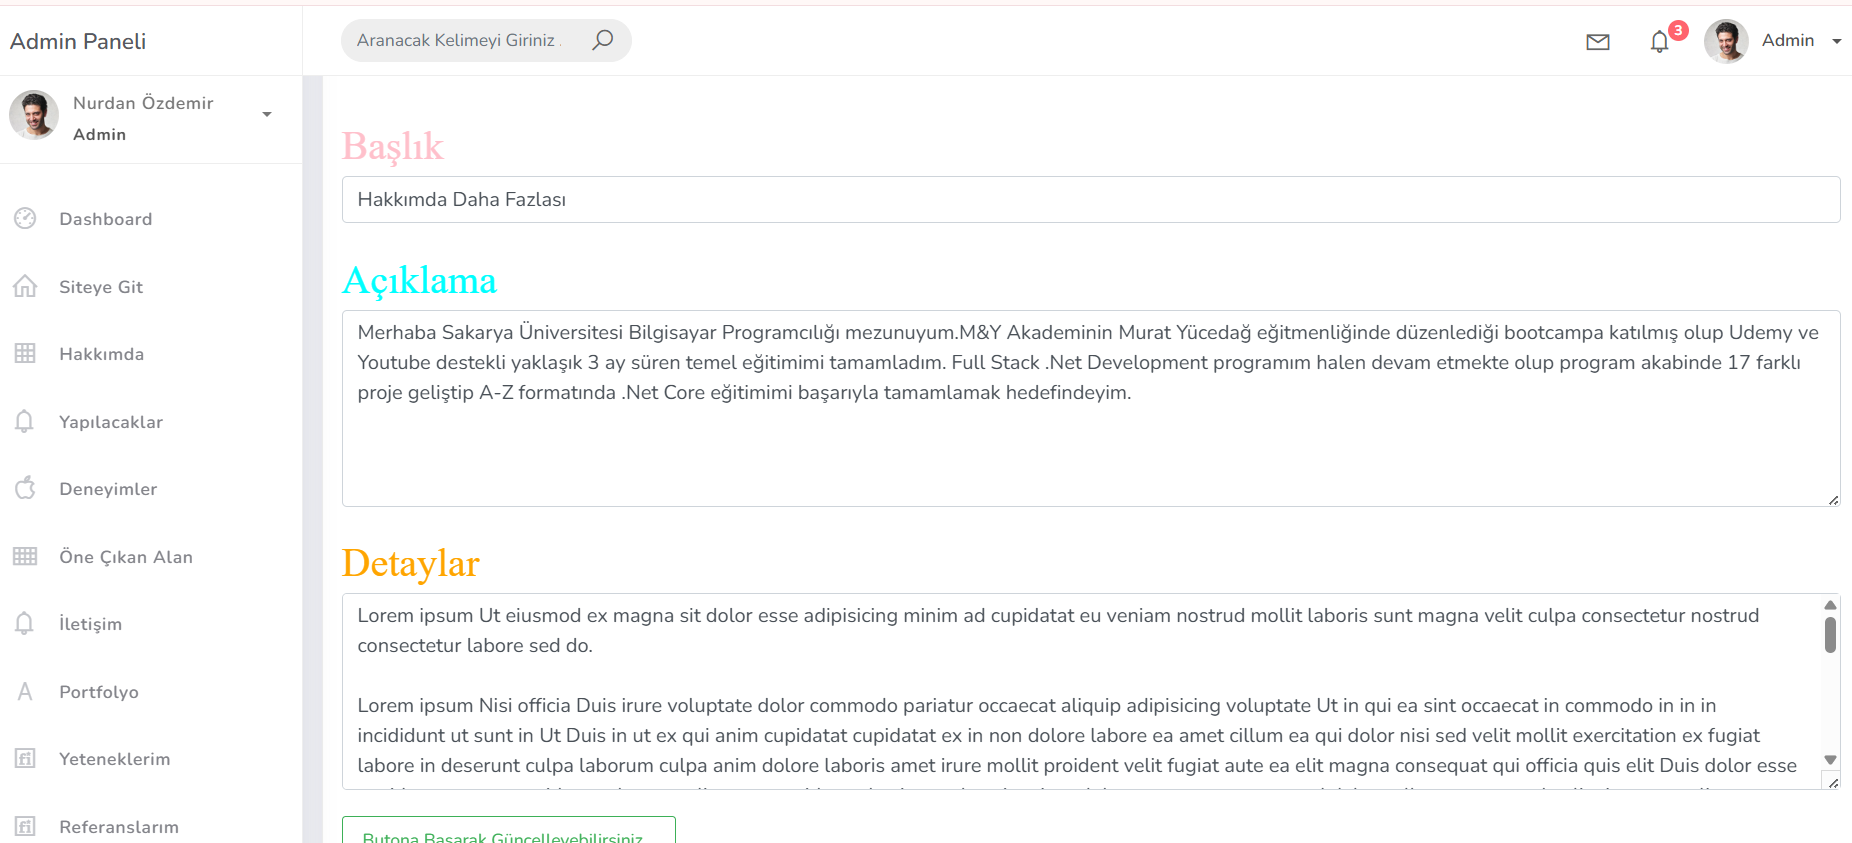 Admin Paneli
Aranacak Kelimeyi Giriniz
3
Admin
Nurdan Özdemir
Admin
Dashboard
Siteye Git
Hakkımda
Yapılacaklar
Deneyimler
Öne Çıkan Alan
İletişim
Portfolyo
Yeteneklerim
Referanslarım
Başlık
Hakkımda Daha Fazlası
Açıklama
Merhaba Sakarya Üniversitesi Bilgisayar Programcılığı mezunuyum.M&Y Akademinin Murat Yücedağ eğitmenliğinde düzenlediği bootcampa katılmış olup Udemy ve
Youtube destekli yaklaşık 3 ay süren temel eğitimimi tamamladım. Full Stack .Net Development programım halen devam etmekte olup program akabinde 17 farklı
proje geliştip A-Z formatında .Net Core eğitimimi başarıyla tamamlamak hedefindeyim.
Detaylar
Lorem ipsum Ut eiusmod ex magna sit dolor esse adipisicing minim ad cupidatat eu veniam nostrud mollit laboris sunt magna velit culpa consectetur nostrud
consectetur labore sed do.
Lorem ipsum Nisi officia Duis irure voluptate dolor commodo pariatur occaecat aliquip adipisicing voluptate Ut in qui ea sint occaecat in commodo in in in
incididunt ut sunt in Ut Duis in ut ex qui anim cupidatat cupidatat ex in non dolore labore ea amet cillum ea qui dolor nisi sed velit mollit exercitation ex fugiat
labore in deserunt culpa laborum culpa anim dolore laboris amet irure mollit proident velit fugiat aute ea elit magna consequat qui officia quis elit Duis dolor esse
Butona Basarak Güncelleyebilirsiniz